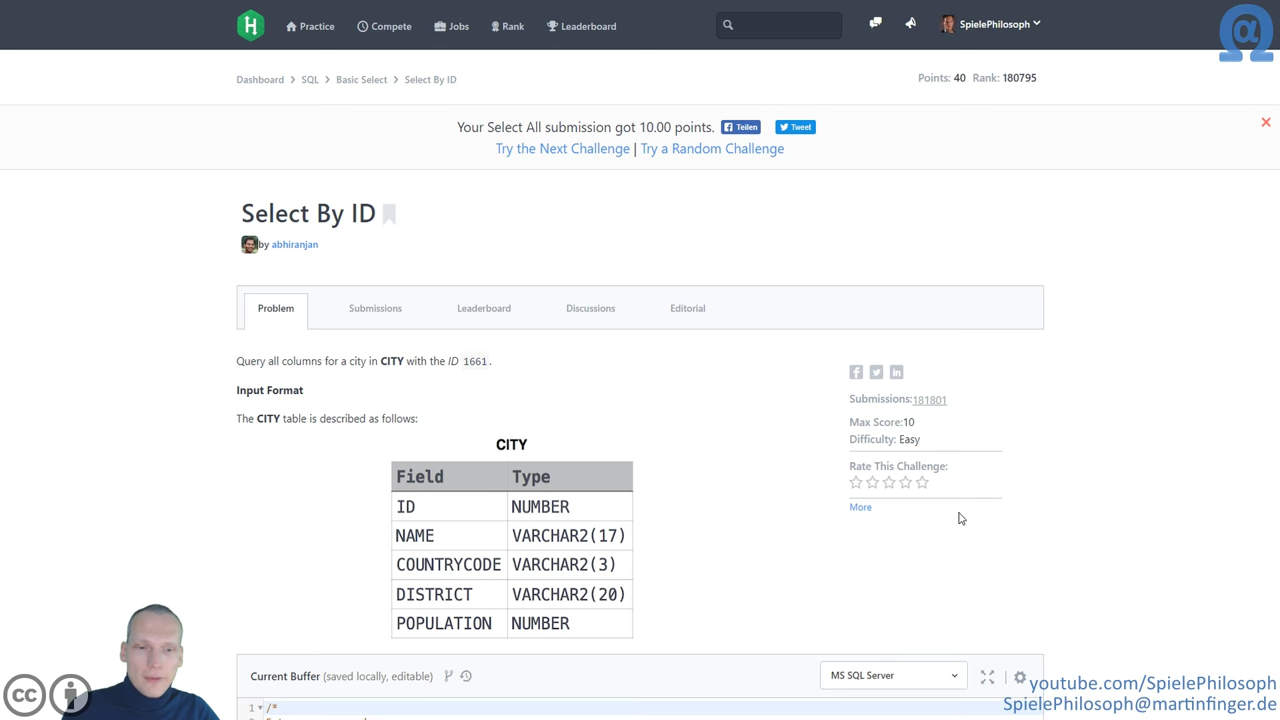 Practice Compete Jobs Rank Leaderboard SpielePhilosoph
Dashboard > SQL > Basic Select > Select By ID Points: 40 Rank: 180795
Your Select All submission got 10.00 points. Teilen Tweet
Try the Next Challenge | Try a Random Challenge
Select By ID
by abhiranjan
Problem Submissions Leaderboard Discussions Editorial
Query all columns for a city in CITY with the ID 1661.
Input Format
The CITY table is described as follows:
CITY
Field Type
ID NUMBER
NAME VARCHAR2(17)
COUNTRYCODE VARCHAR2(3)
DISTRICT VARCHAR2(20)
POPULATION NUMBER
Submissions:181801
Max Score:10
Difficulty: Easy
Rate This Challenge:
More
Current Buffer (saved locally, editable) MS SQL Server
1 /*
cc
youtube.com/SpielePhilosoph
SpielePhilosoph@martinfinger.de